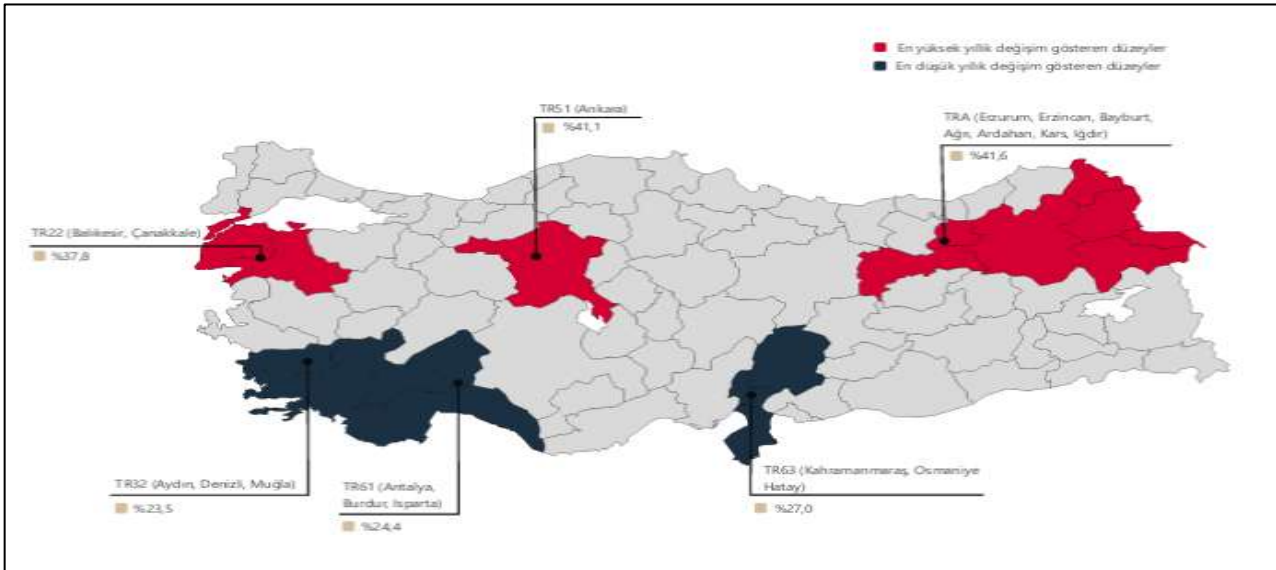 En yüksek yıllık değişim gösteren düzeyler
En düşük yıllık değişim gösteren düzeyler
TR51 (Ankara)
%41,1
TRA (Erzurum, Erzincan, Bayburt,
Ağrı, Ardahan, Kars, Iğdır)
%41,6
TR22 (Balıkesir, Çanakkale)
%37,8
TR32 (Aydın, Denizli, Muğla)
%23,5
TR61 (Antalya,
Burdur, Isparta)
%24,4
TR63 (Kahramanmaraş, Osmaniye
Hatay)
%27,0